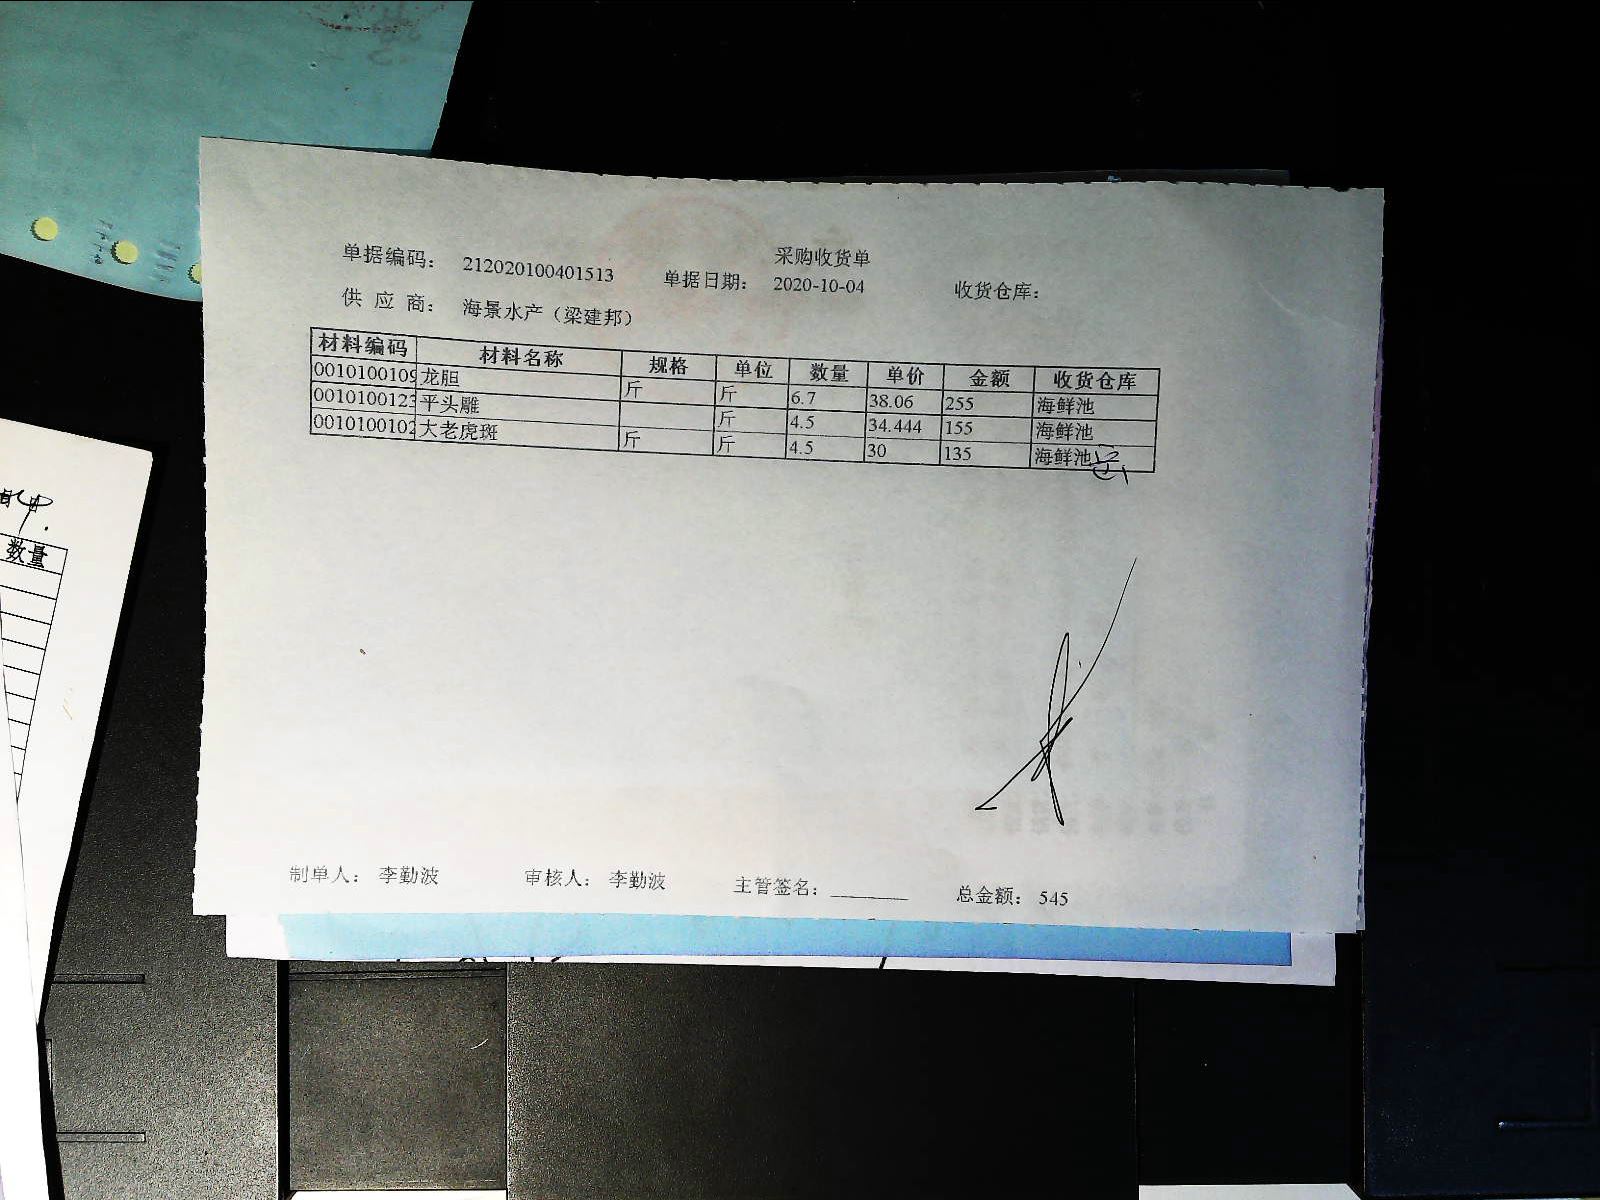 采购收货单
单据编码： 212020100401513 单据日期： 2020-10-04 收货仓库：
供 应 商： 海景水产（梁建邦）
材料编码 材料名称 规格 单位 数量 单价 金额 收货仓库
0010100109 龙胆 斤 斤 6.7 38.06 255 海鲜池
0010100123 平头雕 斤 4.5 34.444 155 海鲜池
0010100102 大老虎斑 斤 斤 4.5 30 135 海鲜池
制单人： 李勤波 审核人： 李勤波 主管签名： 总金额： 545
数量